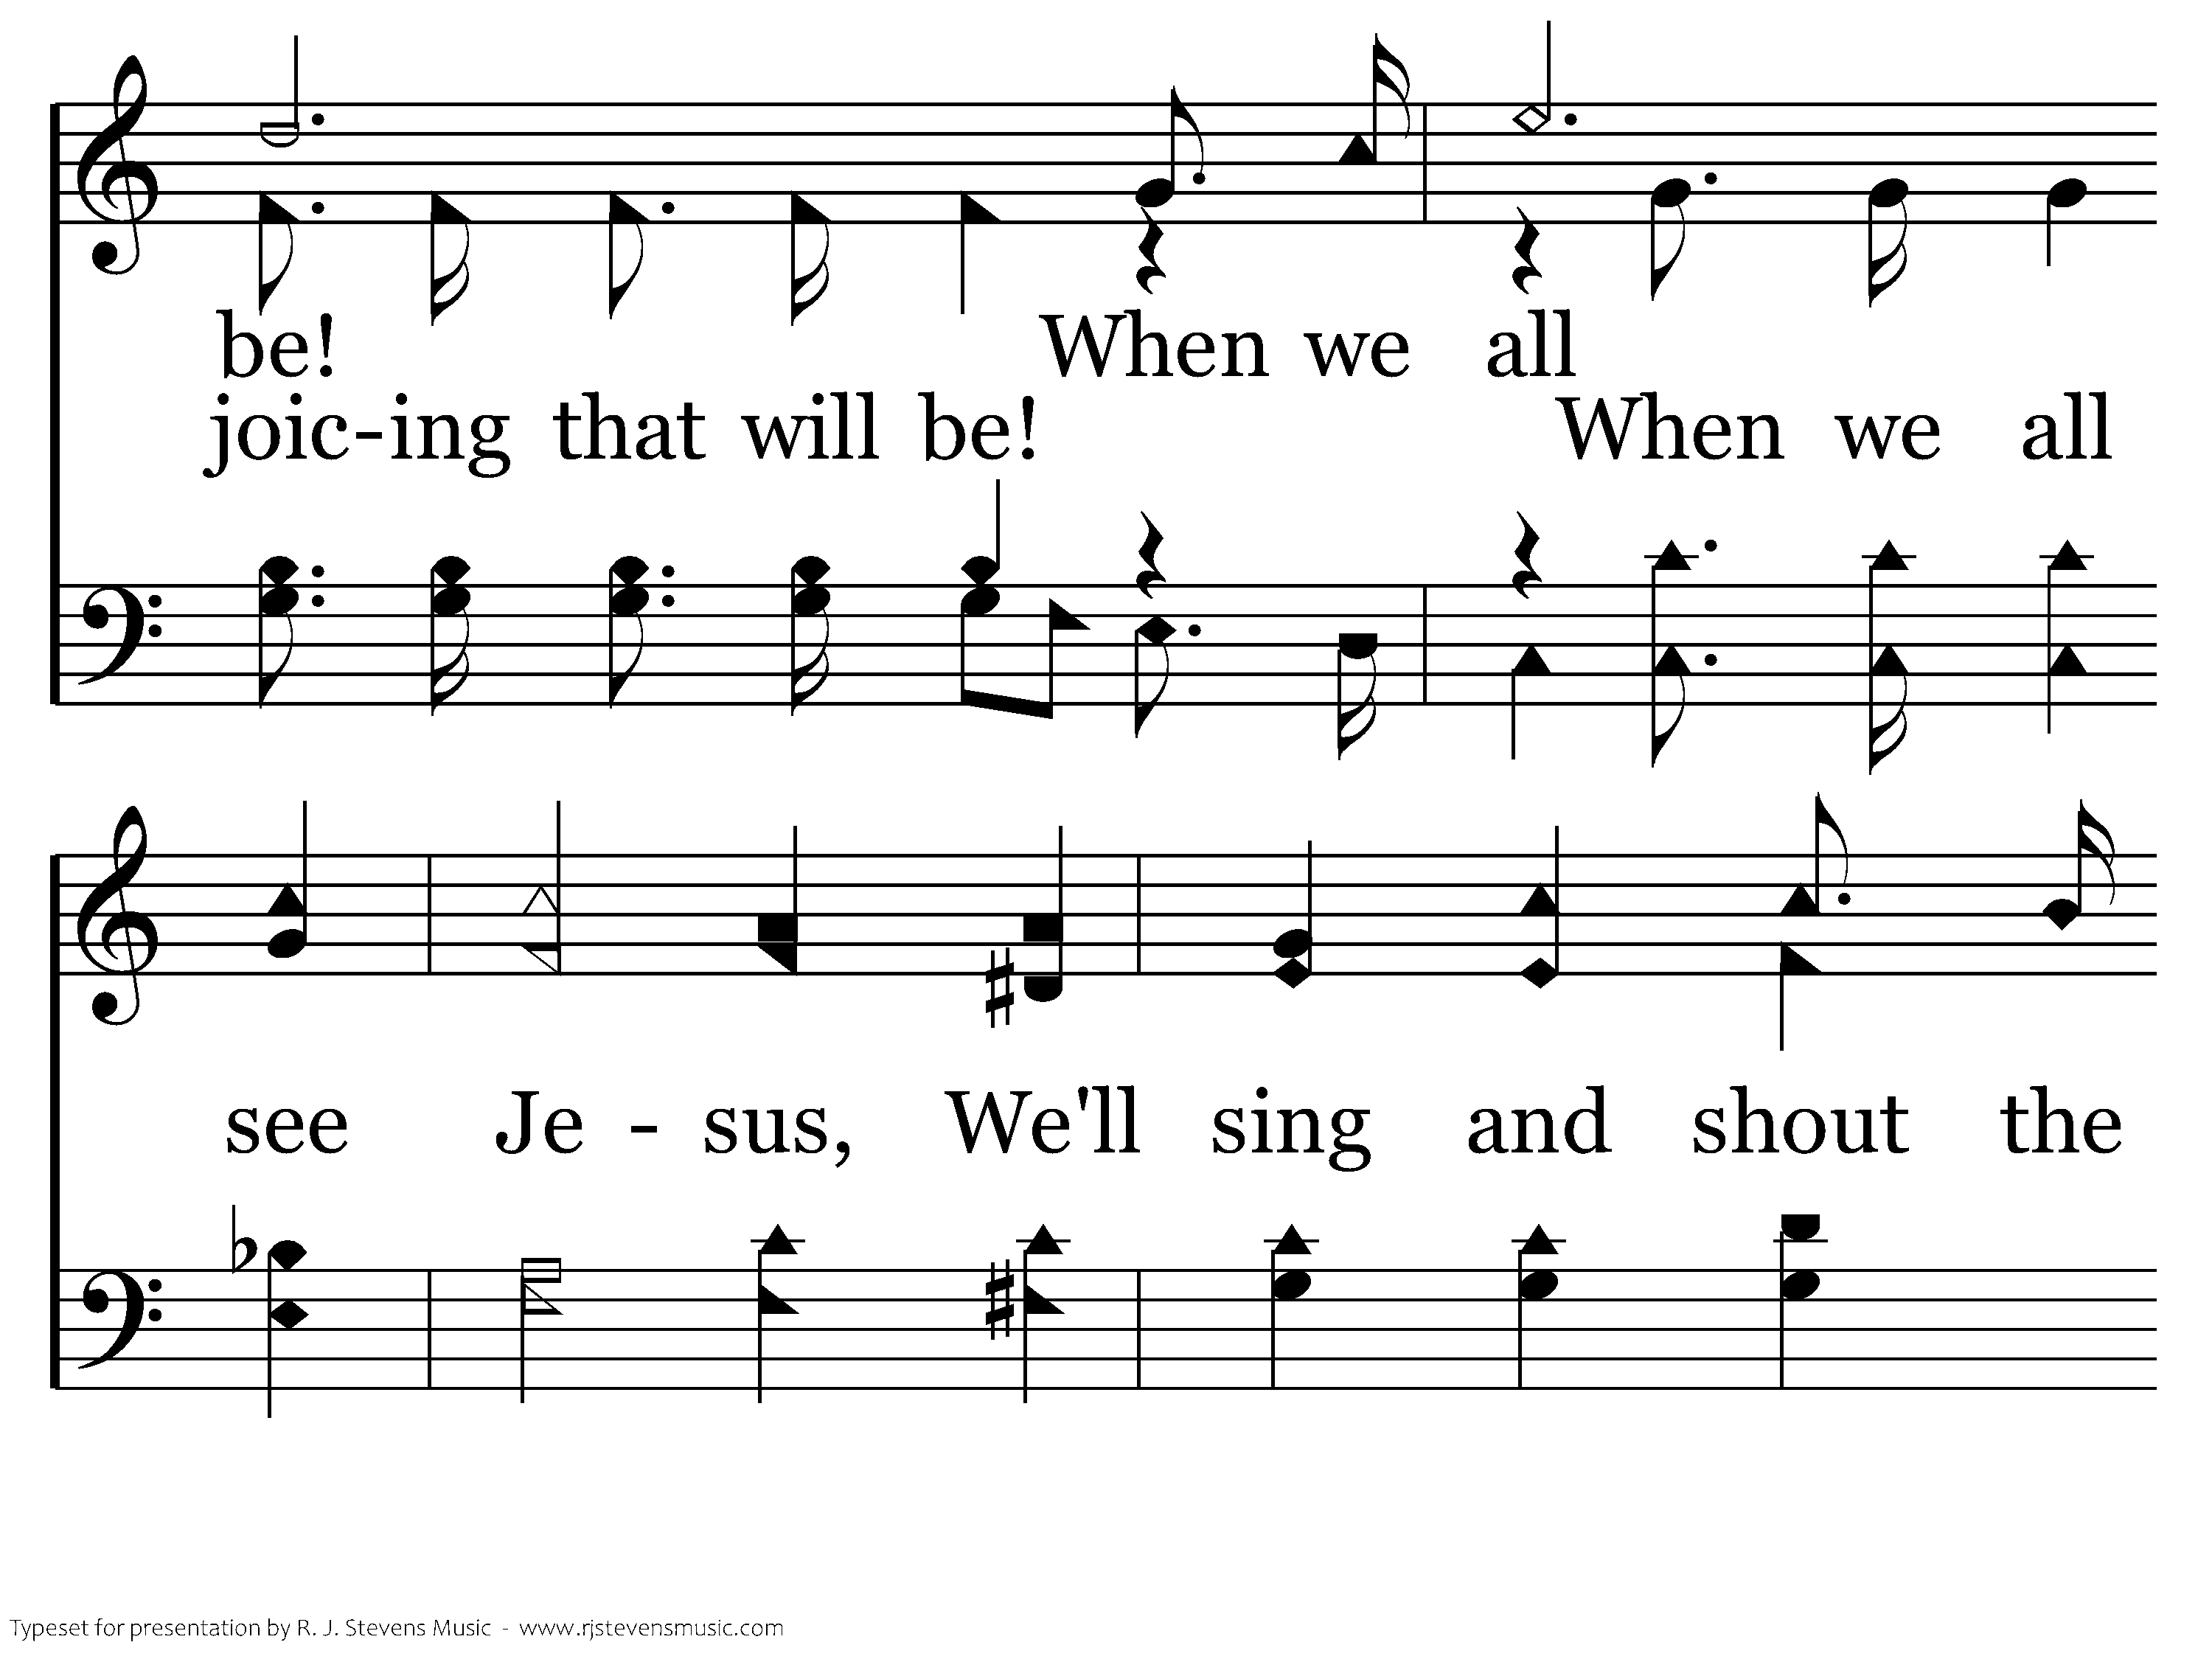 be! When we all
joic-ing that will be! When we all
see Je - sus, We'll sing and shout the
Typeset for presentation by R. J. Stevens Music - www.rjstevensmusic.com